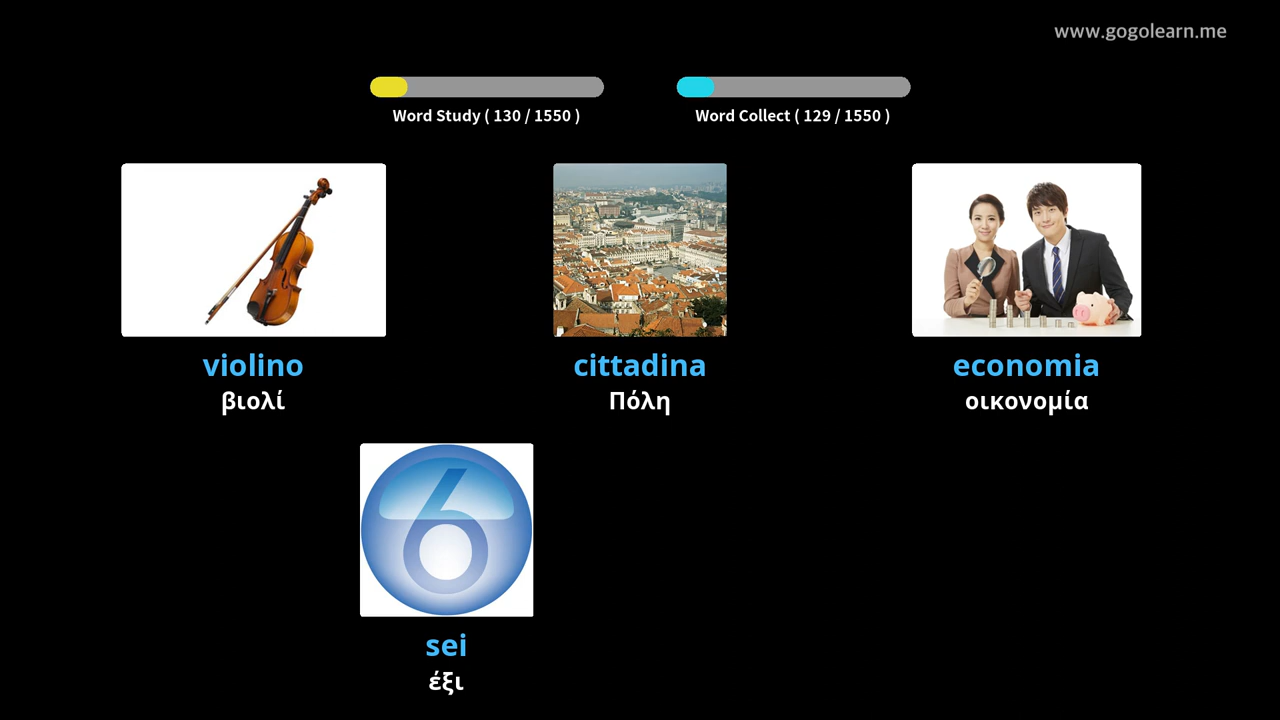 www.gogolearn.me
Word Study ( 130 / 1550 )
Word Collect ( 129 / 1550 )
violino
βιολί
cittadina
Πόλη
economia
οικονομία
6
sei
έξι